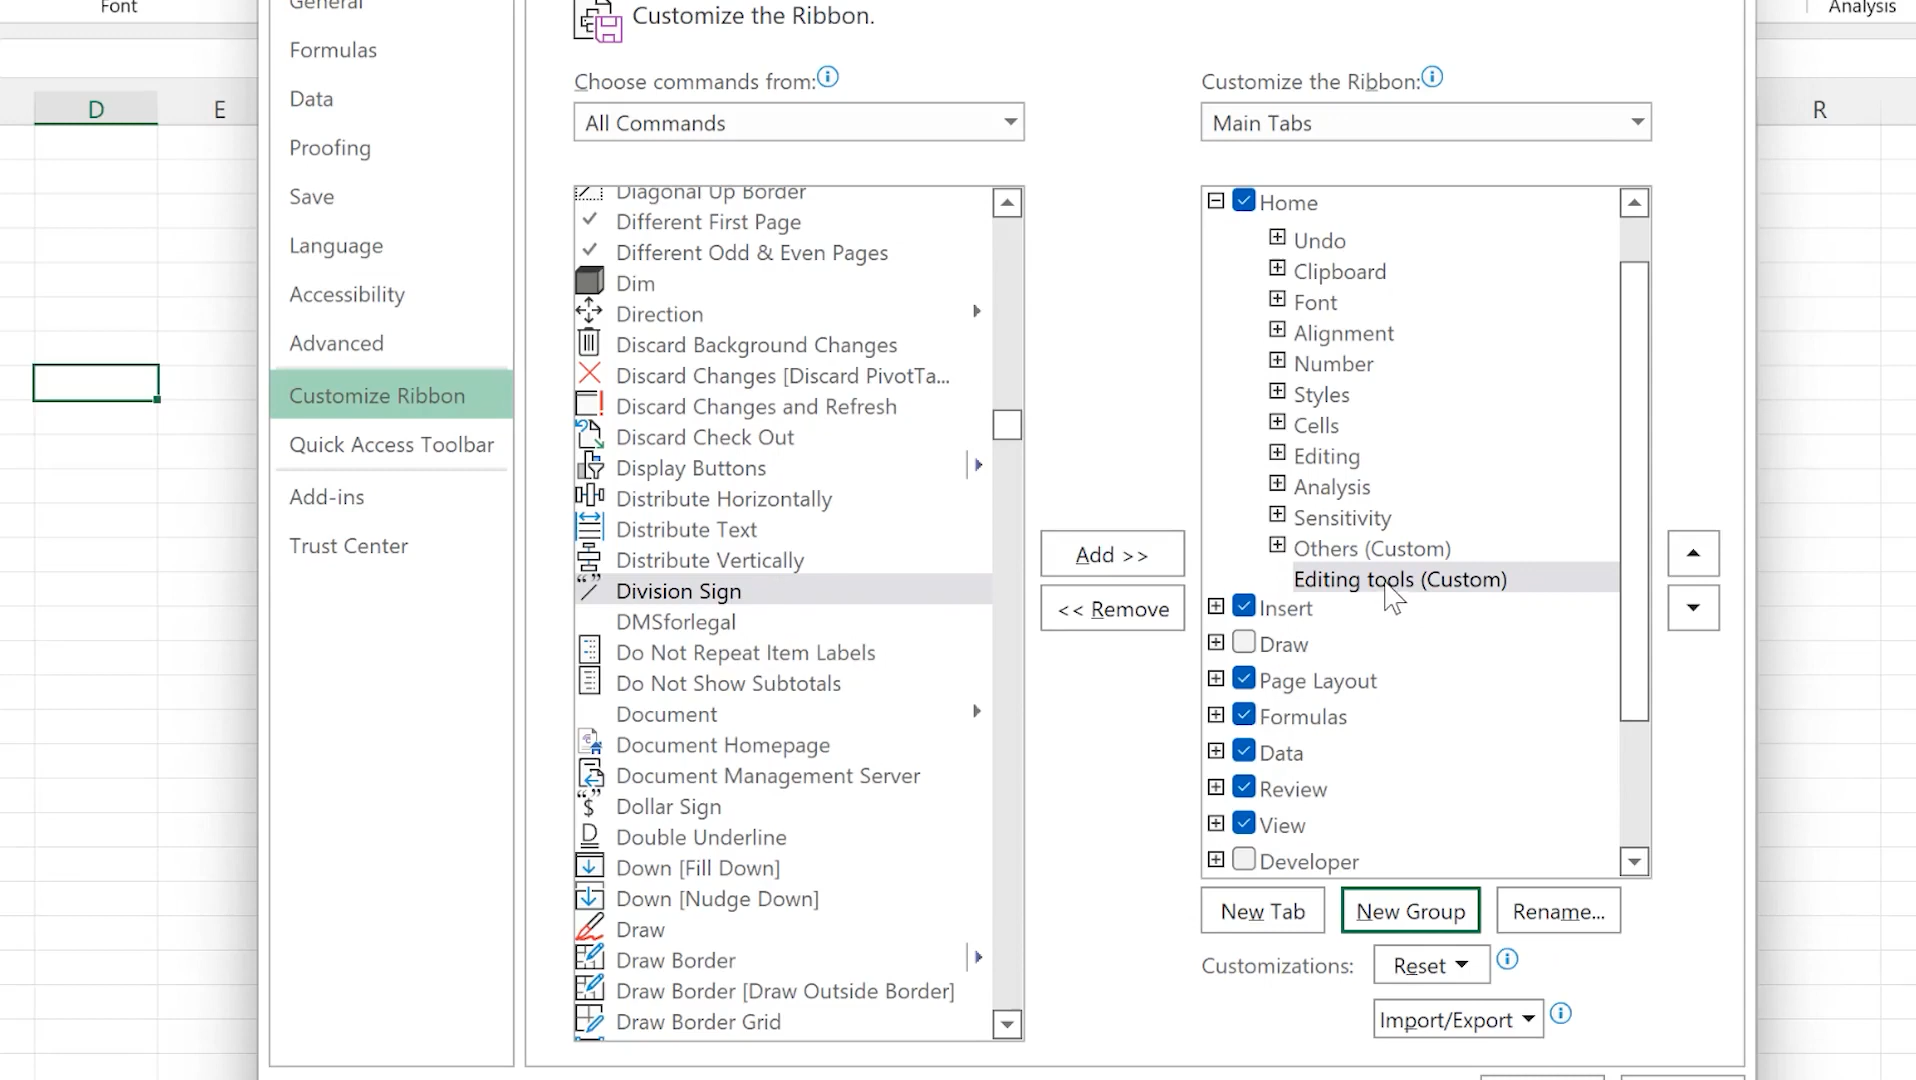 Font
Analysis
D
E
R
General
Formulas
Data
Proofing
Save
Language
Accessibility
Advanced
Customize Ribbon
Quick Access Toolbar
Add-ins
Trust Center
Customize the Ribbon.
Choose commands from:
All Commands
Diagonal Up Border
Different First Page
Different Odd & Even Pages
Dim
Direction
Discard Background Changes
Discard Changes [Discard PivotTa...
Discard Changes and Refresh
Discard Check Out
Display Buttons
Distribute Horizontally
Distribute Text
Distribute Vertically
Division Sign
DMSforlegal
Do Not Repeat Item Labels
Do Not Show Subtotals
Document
Document Homepage
Document Management Server
Dollar Sign
Double Underline
Down [Fill Down]
Down [Nudge Down]
Draw
Draw Border
Draw Border [Draw Outside Border]
Draw Border Grid
Add >>
<< Remove
Customize the Ribbon:
Main Tabs
Home
Undo
Clipboard
Font
Alignment
Number
Styles
Cells
Editing
Analysis
Sensitivity
Others (Custom)
Editing tools (Custom)
Insert
Draw
Page Layout
Formulas
Data
Review
View
Developer
New Tab
New Group
Rename...
Customizations:
Reset
Import/Export